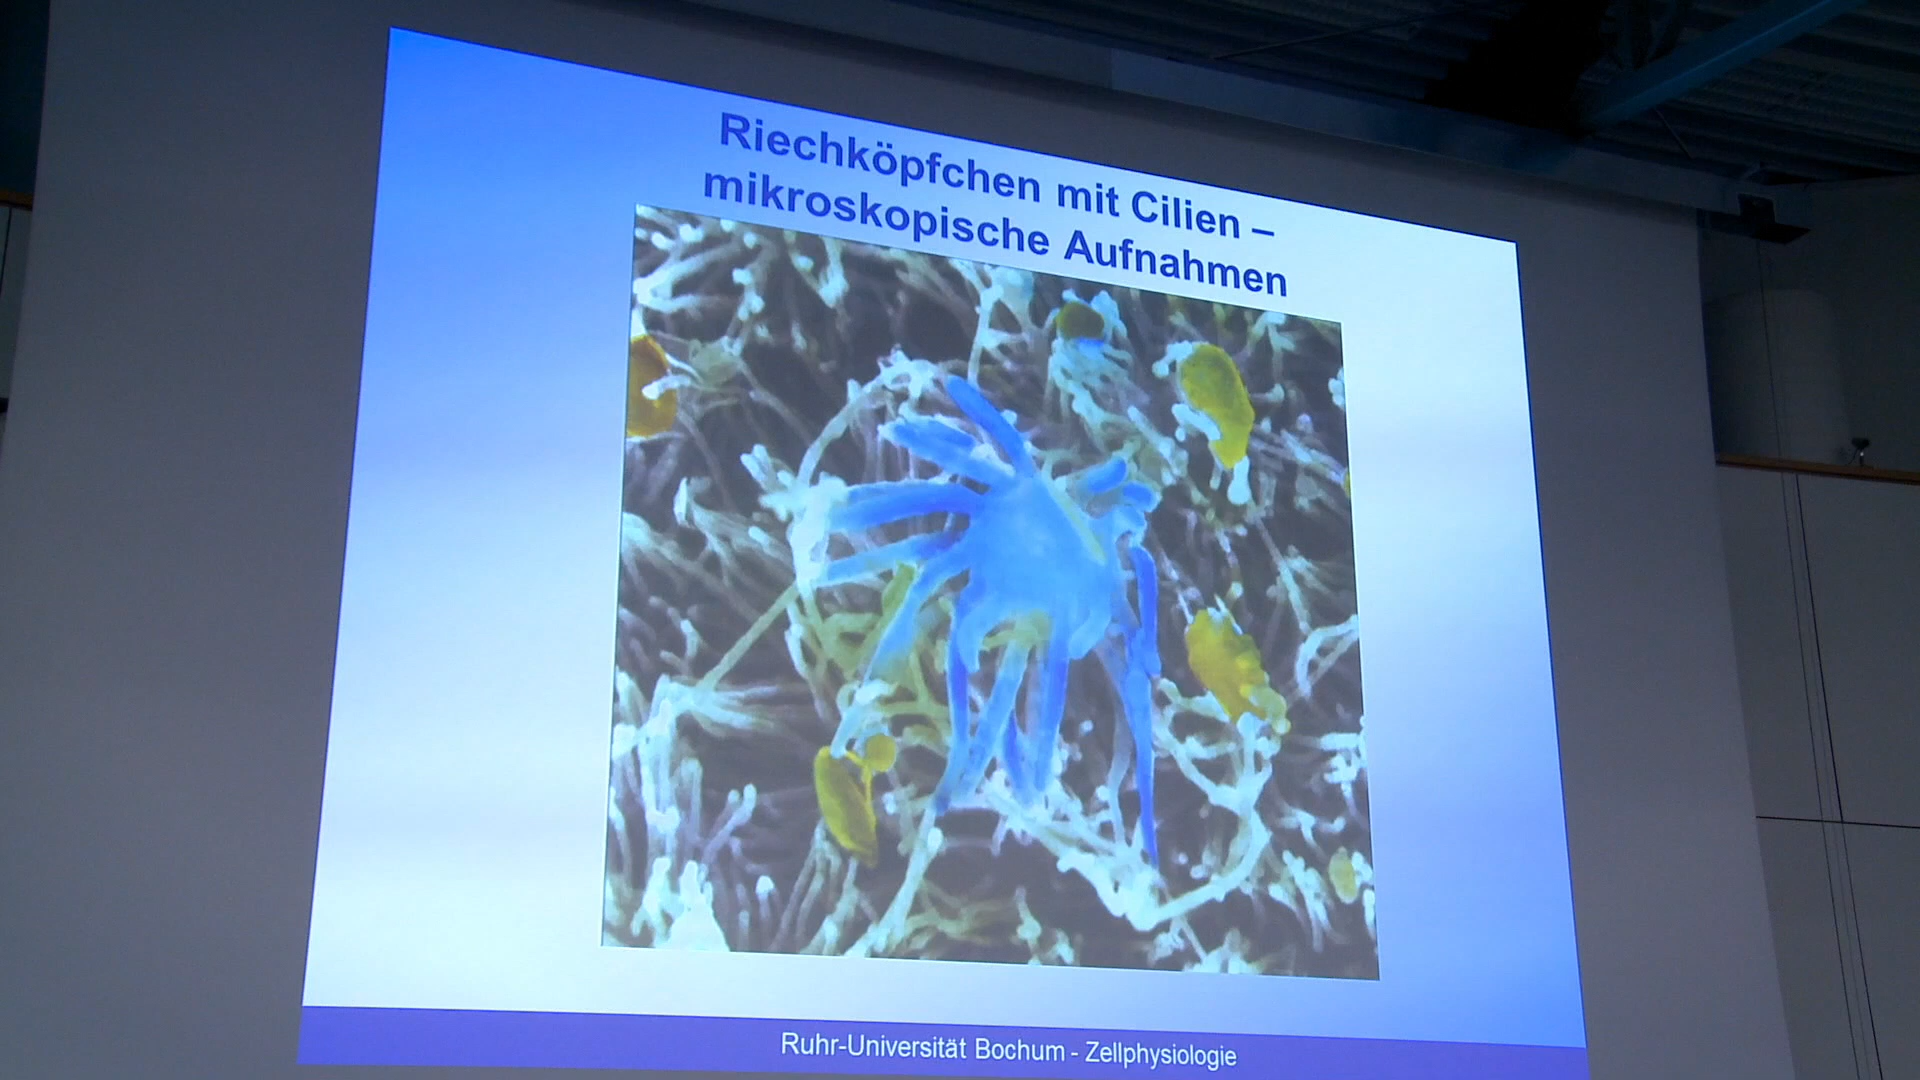 Riechköpfchen mit Cilien –
mikroskopische Aufnahmen
Ruhr-Universität Bochum - Zellphysiologie